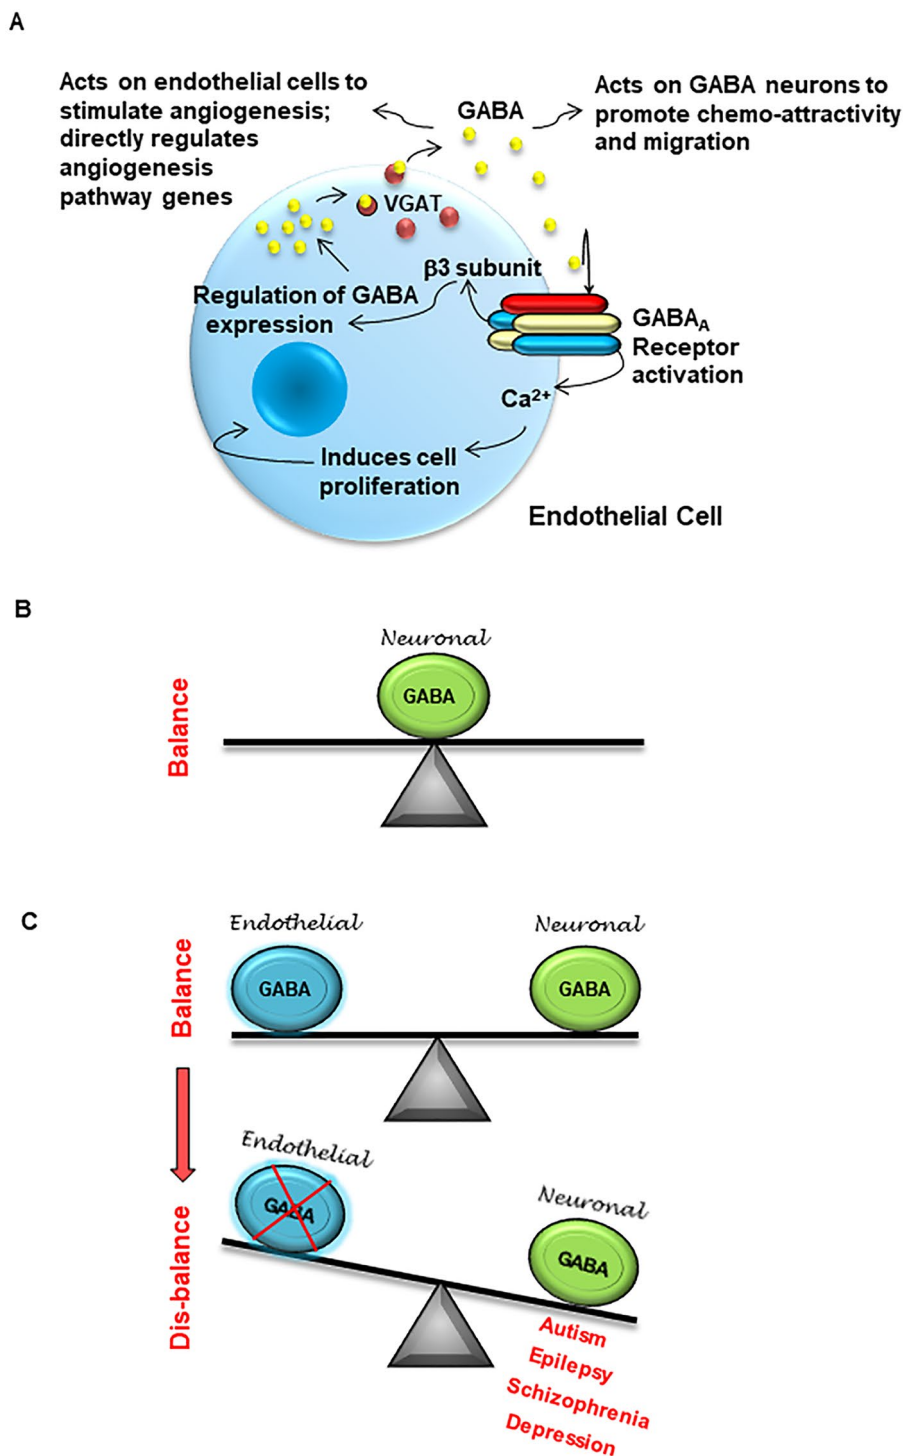 A
Acts on endothelial cells to
stimulate angiogenesis;
directly regulates
angiogenesis
pathway genes
GABA
Acts on GABA neurons to
promote chemo-attractivity
and migration
VGAT
β3 subunit
Regulation of GABA
expression
GABA_A
Receptor
activation
Ca²⁺
Induces cell
proliferation
Endothelial Cell
B
Balance
Neuronal
GABA
C
Balance
Endothelial
GABA
Neuronal
GABA
Dis-balance
Endothelial
GABA
Neuronal
GABA
Autism
Epilepsy
Schizophrenia
Depression